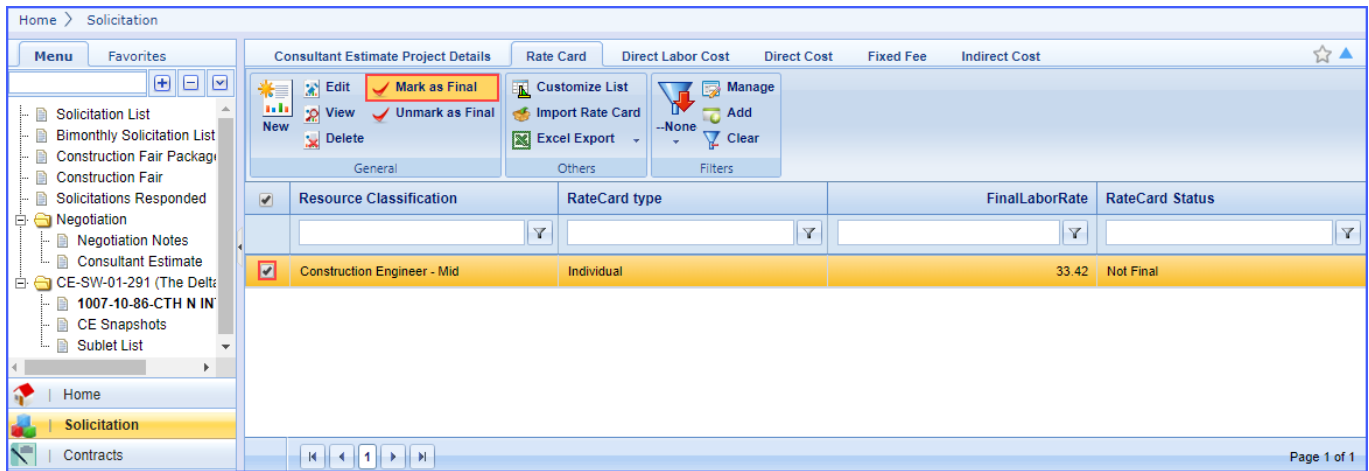 Home > Solicitation
Menu Favorites
Solicitation List
Bimonthly Solicitation List
Construction Fair Package
Construction Fair
Solicitations Responded
Negotiation
Negotiation Notes
Consultant Estimate
CE-SW-01-291 (The Delta
1007-10-86-CTH N IN
CE Snapshots
Sublet List
Home
Solicitation
Contracts
Consultant Estimate Project Details Rate Card Direct Labor Cost Direct Cost Fixed Fee Indirect Cost
New
Edit Mark as Final
View Unmark as Final
Delete
General
Customize List
Import Rate Card
Excel Export
Others
--None
Manage
Add
Clear
Filters
Resource Classification RateCard type FinalLaborRate RateCard Status
Construction Engineer - Mid Individual 33.42 Not Final
1
Page 1 of 1